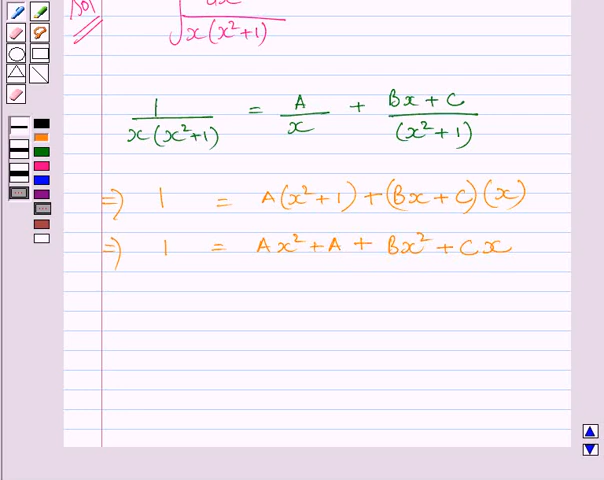 Sol
∫ dx / x(x²+1)
1 / x(x²+1) = A / x + Bx + C / (x²+1)
⇒) 1 = A(x²+1) + (Bx + C)(x)
⇒) 1 = Ax² + A + Bx² + Cx